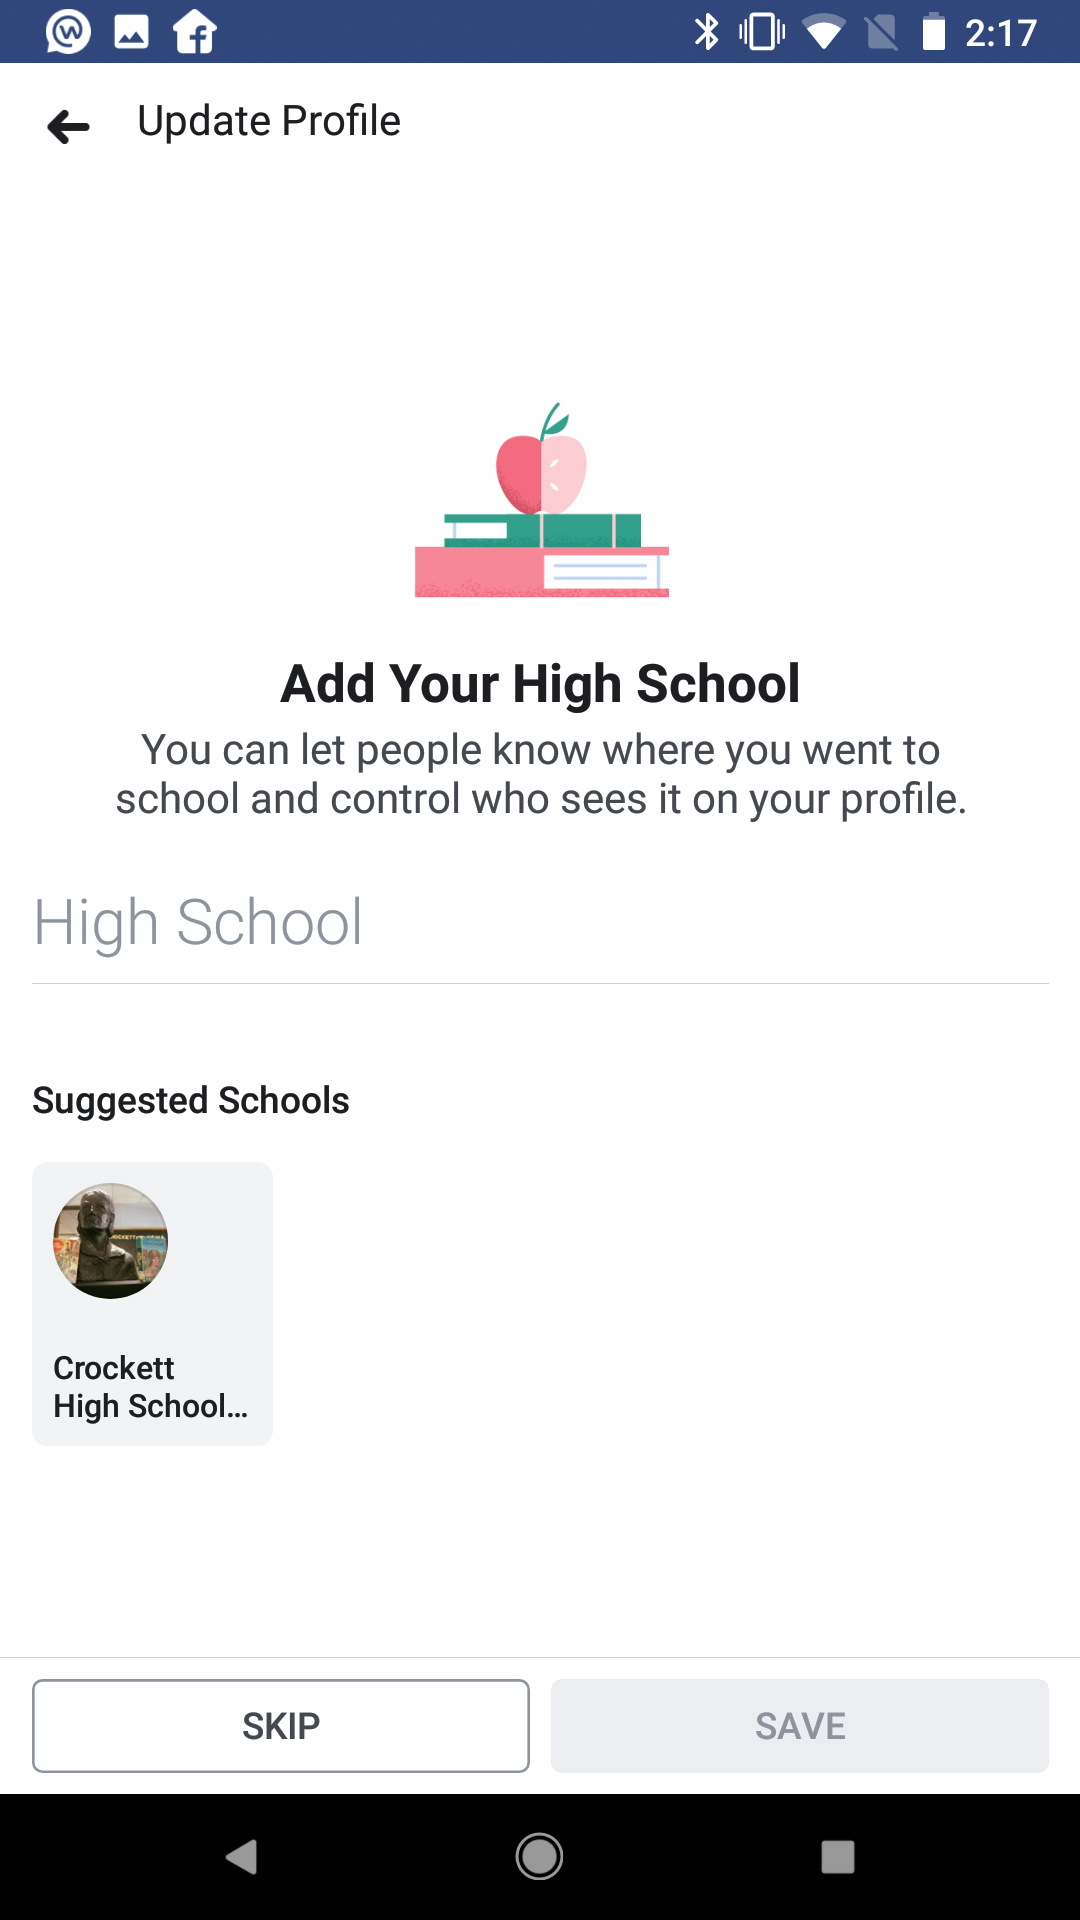 2:17
Update Profile
Add Your High School
You can let people know where you went to
school and control who sees it on your profile.
High School
Suggested Schools
Crockett
High School...
SKIP
SAVE